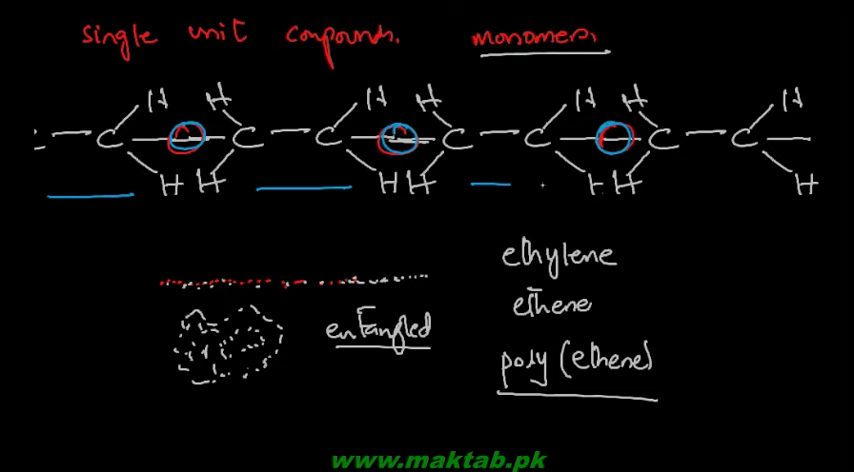 single unit compounds. monomers.
H H H H H H H
C — C — C — C — C — C — C — C —
H H H H H H H
ethylene
ethene
entangled
poly (ethene)
www.maktab.pk